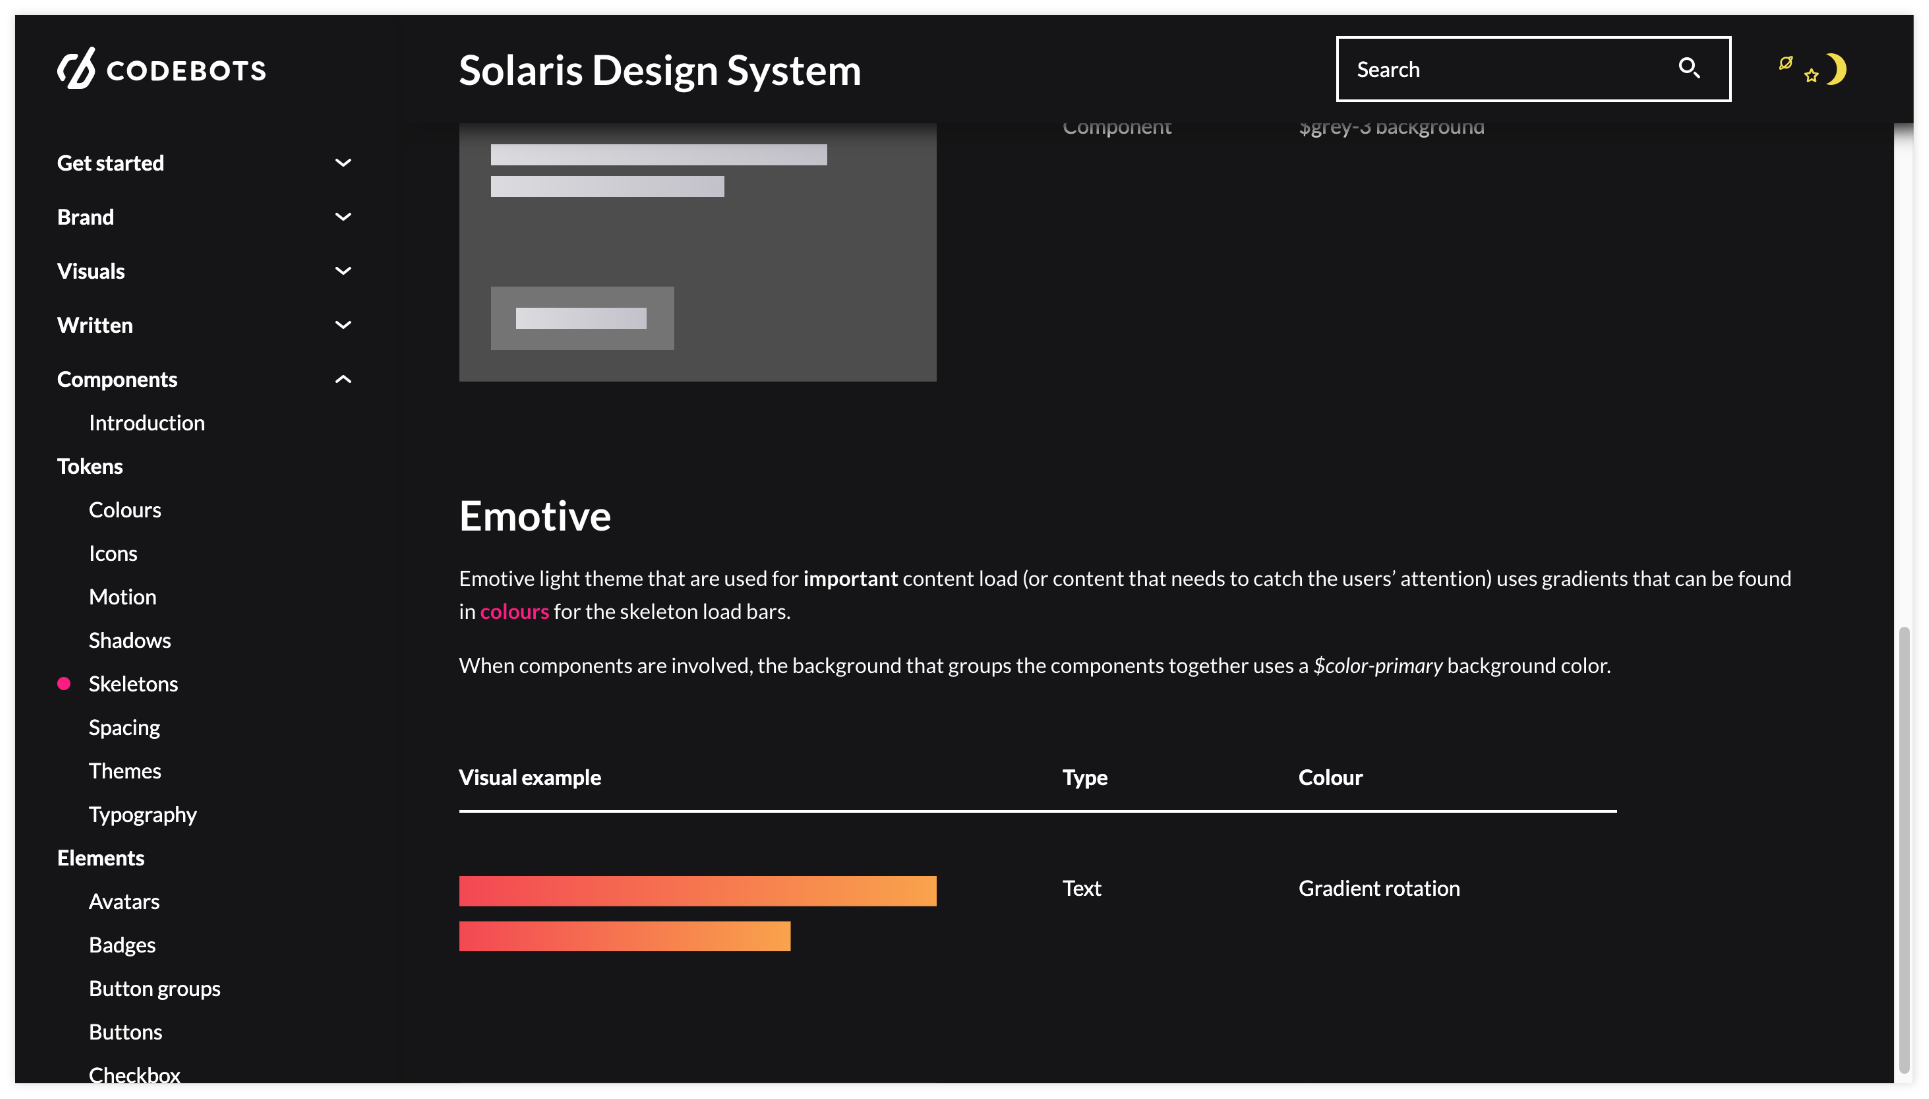 CODEBOTS
Solaris Design System
Search
Get started
Brand
Visuals
Written
Components
Introduction
Tokens
Colours
Icons
Motion
Shadows
Skeletons
Spacing
Themes
Typography
Elements
Avatars
Badges
Button groups
Buttons
Checkbox
Component $grey-3 background
Emotive
Emotive light theme that are used for important content load (or content that needs to catch the users’ attention) uses gradients that can be found
in colours for the skeleton load bars.
When components are involved, the background that groups the components together uses a $color-primary background color.
Visual example Type Colour
Text Gradient rotation